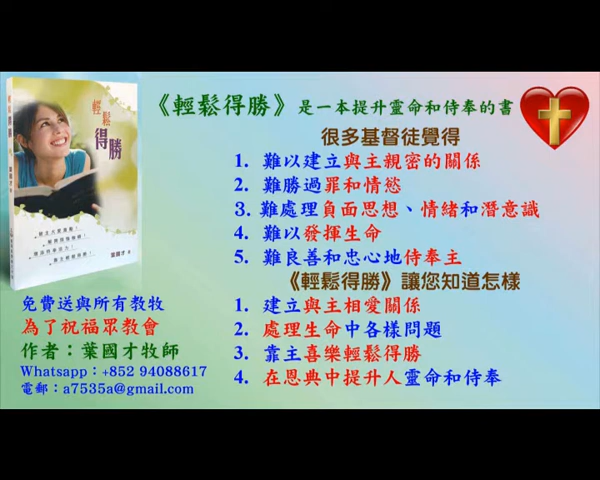 《輕鬆得勝》是一本提升靈命和侍奉的書
很多基督徒覺得
1. 難以建立與主親密的關係
2. 難勝過罪和情慾
3. 難處理負面思想、情緒和潛意識
4. 難以發揮生命
5. 難良善和忠心地侍奉主
《輕鬆得勝》讓您知道怎樣
1. 建立與主相愛關係
2. 處理生命中各樣問題
3. 靠主喜樂輕鬆得勝
4. 在恩典中提升人靈命和侍奉
輕鬆
得勝
葉國才
輕鬆得勝
免費送與所有教牧
為了祝福眾教會
作者：葉國才牧師
Whatsapp：+852 94088617
電郵：a7535a@gmail.com